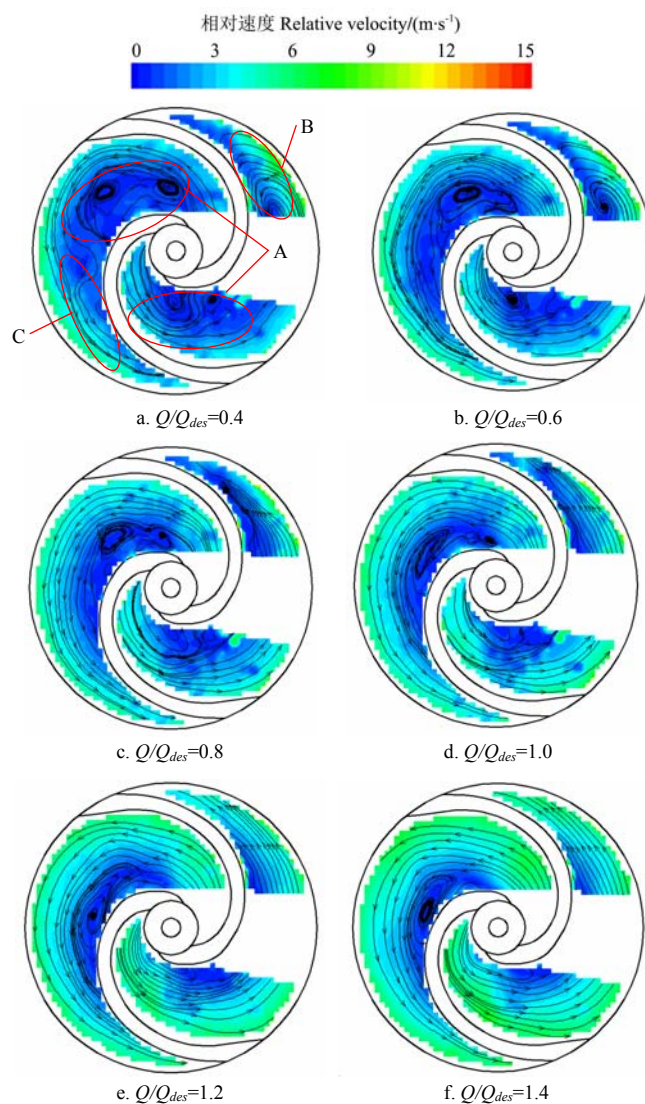 相对速度 Relative velocity/(m·s⁻¹)
0 3 6 9 12 15
B
A
C
a. Q/Q_des=0.4
b. Q/Q_des=0.6
c. Q/Q_des=0.8
d. Q/Q_des=1.0
e. Q/Q_des=1.2
f. Q/Q_des=1.4